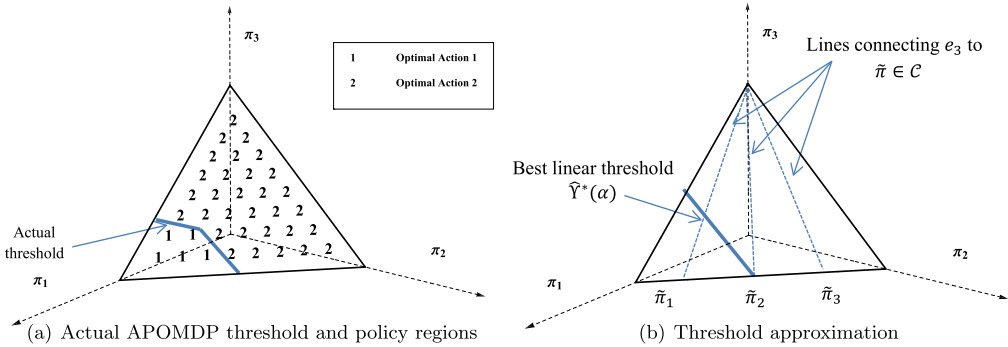 π₃
1 Optimal Action 1
2 Optimal Action 2
2
2 2
2 2 2
2 2 2 2
2 2 2 2 2
2 2 2 2 2 2
1 1 2 2 2 2 2
1 1 1 2 2 2 2 2
Actual
threshold
π₁
π₂
(a) Actual APOMDP threshold and policy regions
π₃
Lines connecting e₃ to
π̃ ∈ 𝒞
Best linear threshold
Υ̂*(α)
π₁
π₂
π̃₁ π̃₂ π̃₃
(b) Threshold approximation